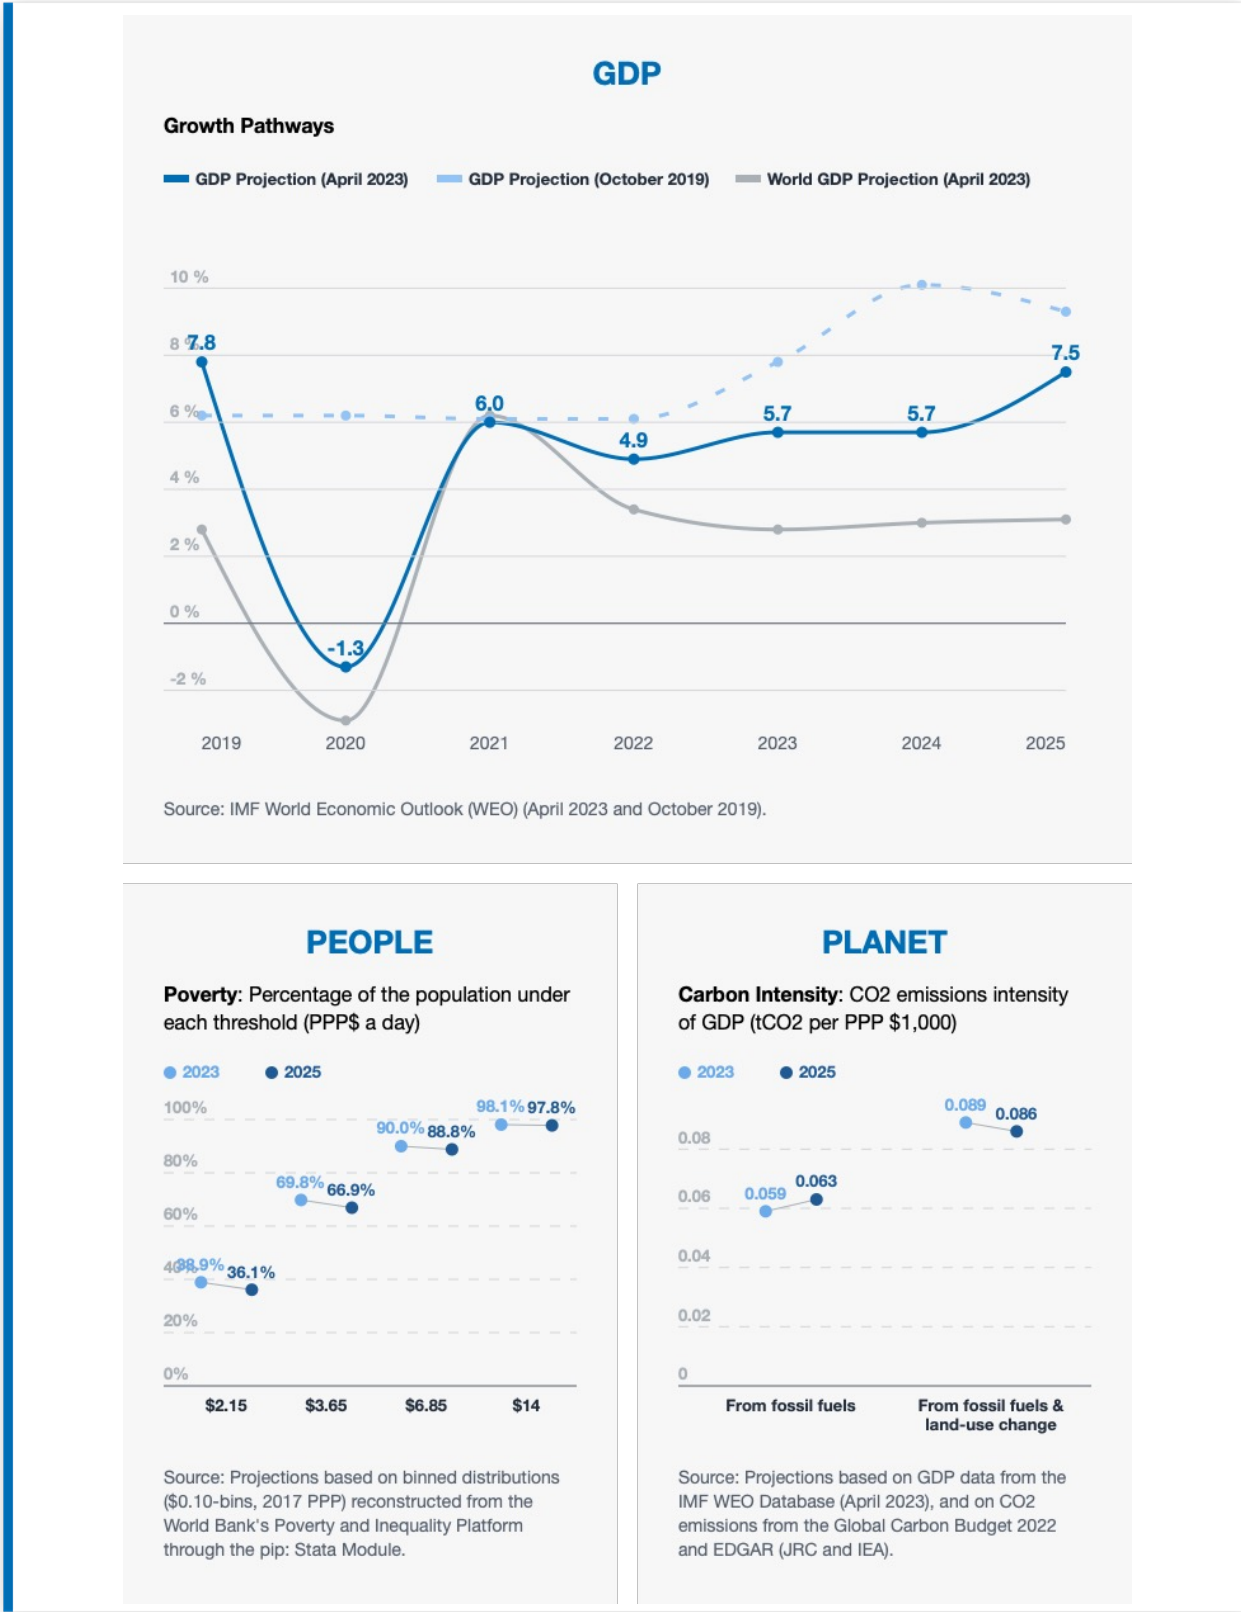 GDP
Growth Pathways
GDP Projection (April 2023) GDP Projection (October 2019) World GDP Projection (April 2023)
10 %
8 %
7.8
7.5
6 %
6.0
5.7
5.7
4.9
4 %
2 %
0 %
-1.3
-2 %
2019 2020 2021 2022 2023 2024 2025
Source: IMF World Economic Outlook (WEO) (April 2023 and October 2019).
PEOPLE
Poverty: Percentage of the population under
each threshold (PPP$ a day)
2023 2025
100%
98.1% 97.8%
90.0% 88.8%
80%
69.8% 66.9%
60%
40%
38.9% 36.1%
20%
0%
$2.15 $3.65 $6.85 $14
Source: Projections based on binned distributions
($0.10-bins, 2017 PPP) reconstructed from the
World Bank's Poverty and Inequality Platform
through the pip: Stata Module.
PLANET
Carbon Intensity: CO2 emissions intensity
of GDP (tCO2 per PPP $1,000)
2023 2025
0.089 0.086
0.08
0.059 0.063
0.06
0.04
0.02
0
From fossil fuels
From fossil fuels &
land-use change
Source: Projections based on GDP data from the
IMF WEO Database (April 2023), and on CO2
emissions from the Global Carbon Budget 2022
and EDGAR (JRC and IEA).